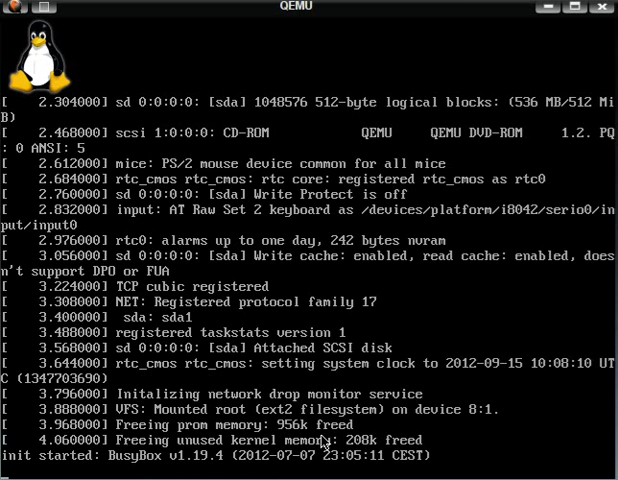 QEMU
[    2.304000] sd 0:0:0:0: [sda] 1048576 512-byte logical blocks: (536 MB/512 Mi
B)
[    2.468000] scsi 1:0:0:0: CD-ROM            QEMU     QEMU DVD-ROM     1.2. PQ
: 0 ANSI: 5
[    2.612000] mice: PS/2 mouse device common for all mice
[    2.684000] rtc_cmos rtc_cmos: rtc core: registered rtc_cmos as rtc0
[    2.760000] sd 0:0:0:0: [sda] Write Protect is off
[    2.832000] input: AT Raw Set 2 keyboard as /devices/platform/i8042/serio0/in
put/input0
[    2.976000] rtc0: alarms up to one day, 242 bytes nvram
[    3.056000] sd 0:0:0:0: [sda] Write cache: enabled, read cache: enabled, does
n't support DPO or FUA
[    3.224000] TCP cubic registered
[    3.308000] NET: Registered protocol family 17
[    3.400000]  sda: sda1
[    3.488000] registered taskstats version 1
[    3.568000] sd 0:0:0:0: [sda] Attached SCSI disk
[    3.644000] rtc_cmos rtc_cmos: setting system clock to 2012-09-15 10:08:10 UT
C (1347703690)
[    3.796000] Initalizing network drop monitor service
[    3.888000] VFS: Mounted root (ext2 filesystem) on device 8:1.
[    3.968000] Freeing prom memory: 956k freed
[    4.060000] Freeing unused kernel memory: 208k freed
init started: BusyBox v1.19.4 (2012-07-07 23:05:11 CEST)